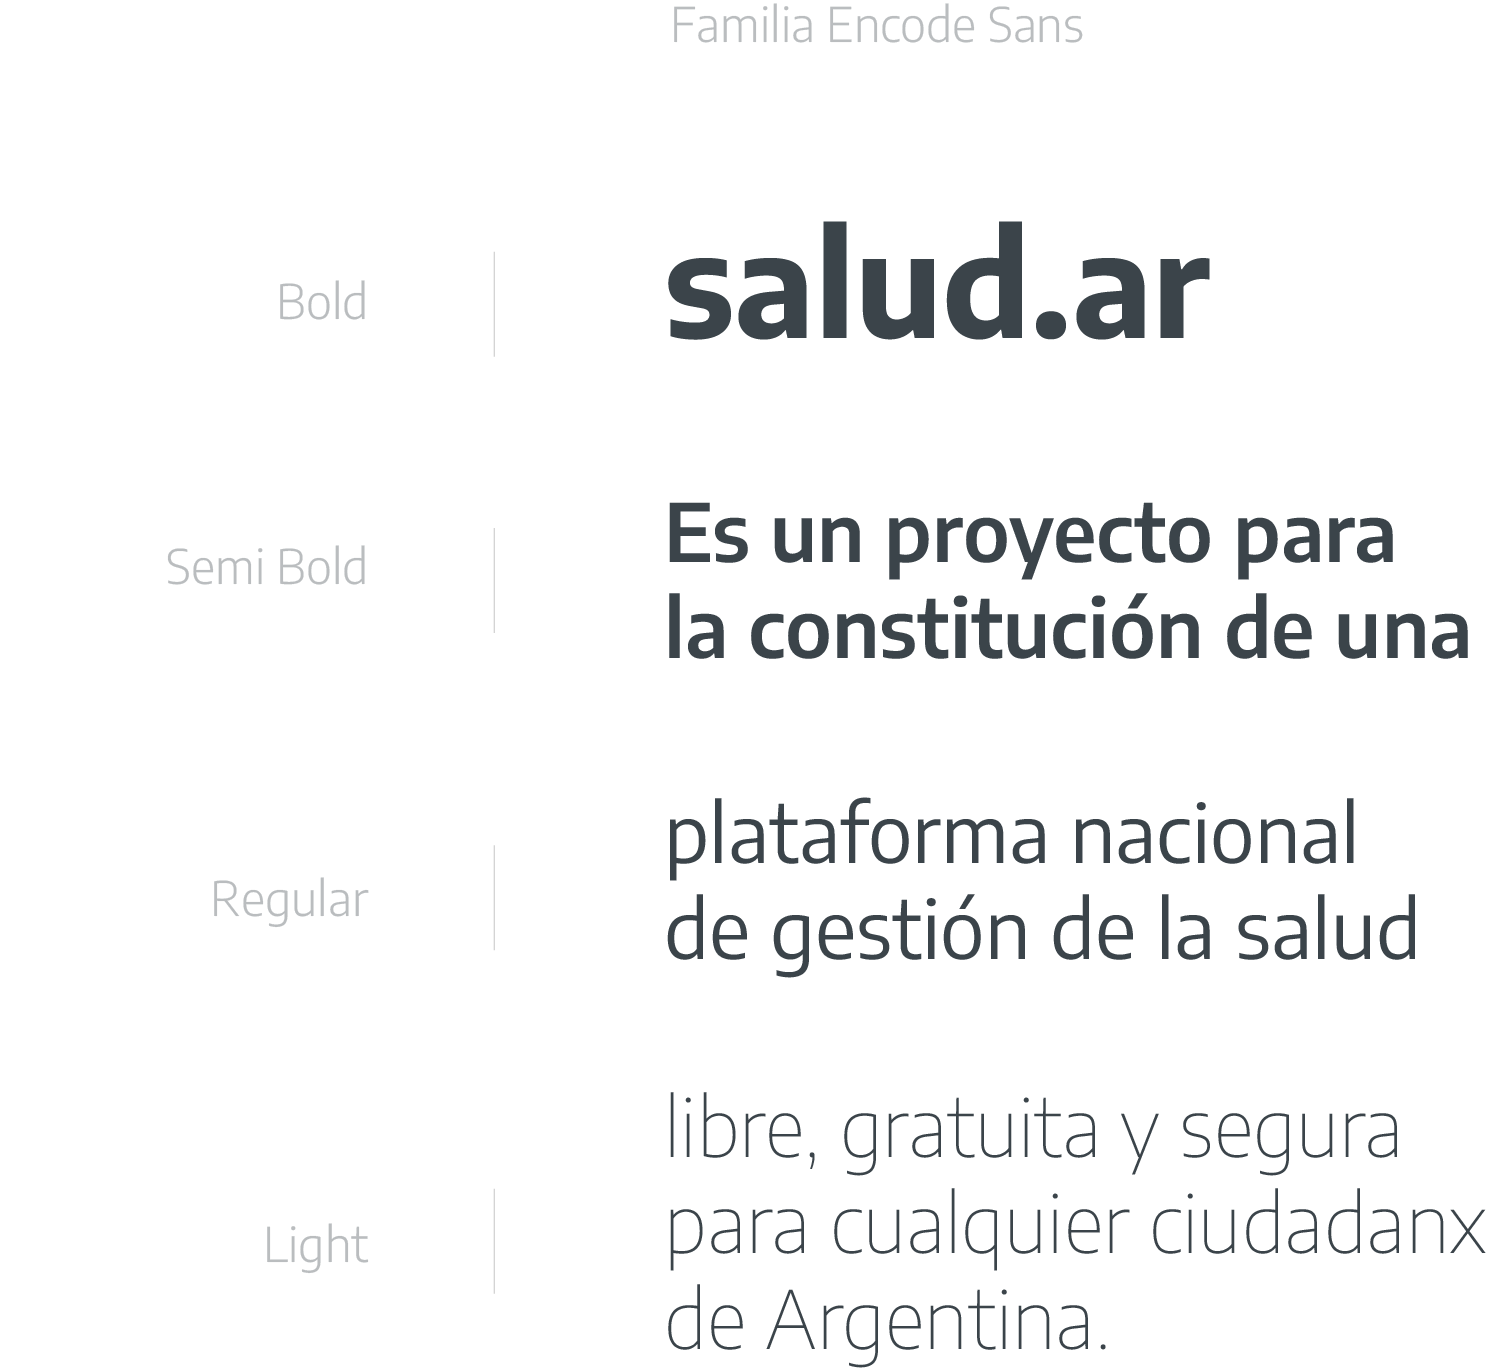 Familia Encode Sans
Bold
salud.ar
Semi Bold
Es un proyecto para
la constitución de una
Regular
plataforma nacional
de gestión de la salud
Light
libre, gratuita y segura
para cualquier ciudadanx
de Argentina.